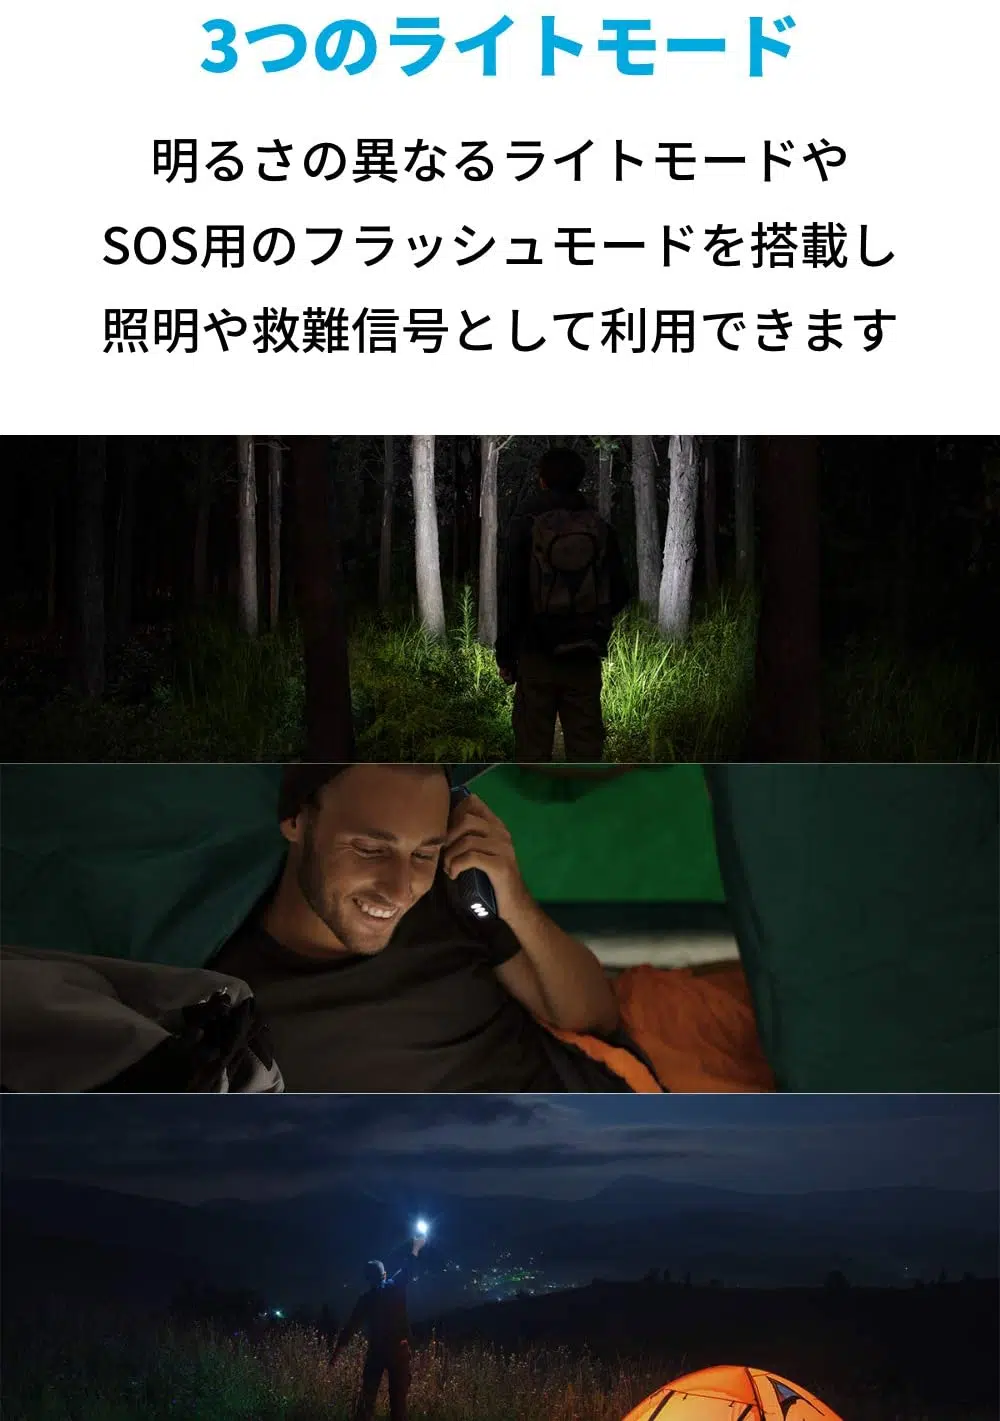 3つのライトモード
明るさの異なるライトモードや
SOS用のフラッシュモードを搭載し
照明や救難信号として利用できます